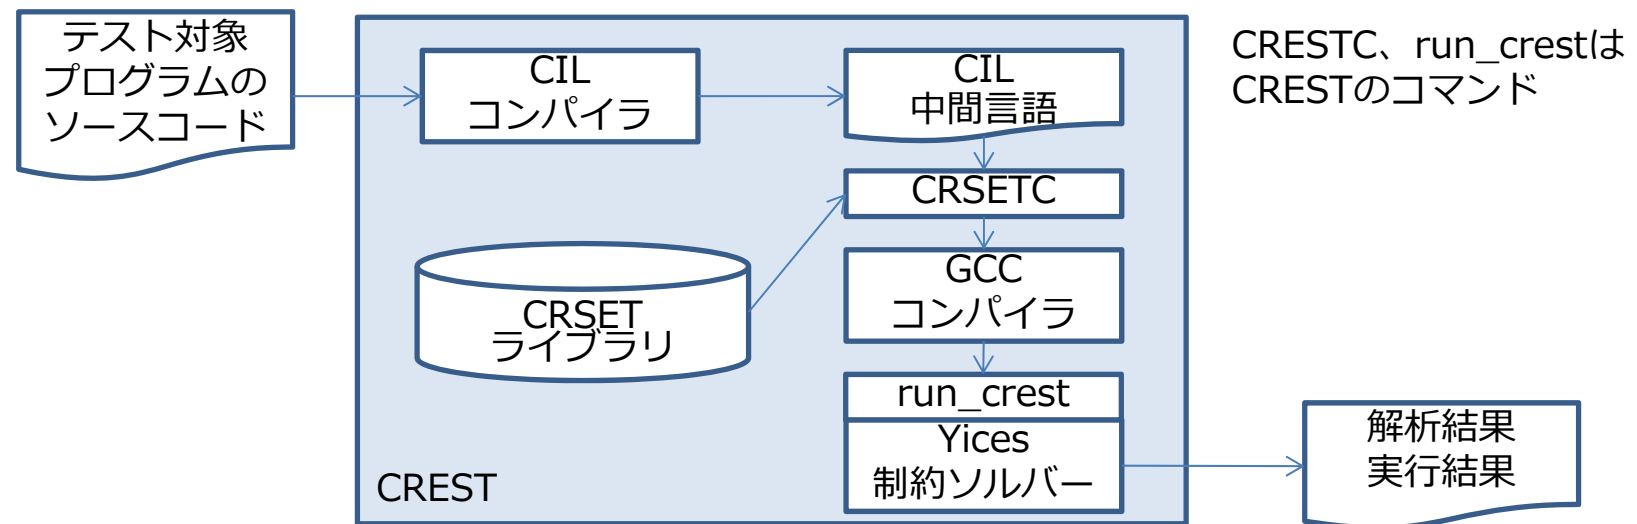 テスト対象
プログラムの
ソースコード
CIL
コンパイラ
CIL
中間言語
CRESTC、run_crestは
CRESTのコマンド
CRSETC
CRSET
ライブラリ
GCC
コンパイラ
run_crest
Yices
制約ソルバー
CREST
解析結果
実行結果